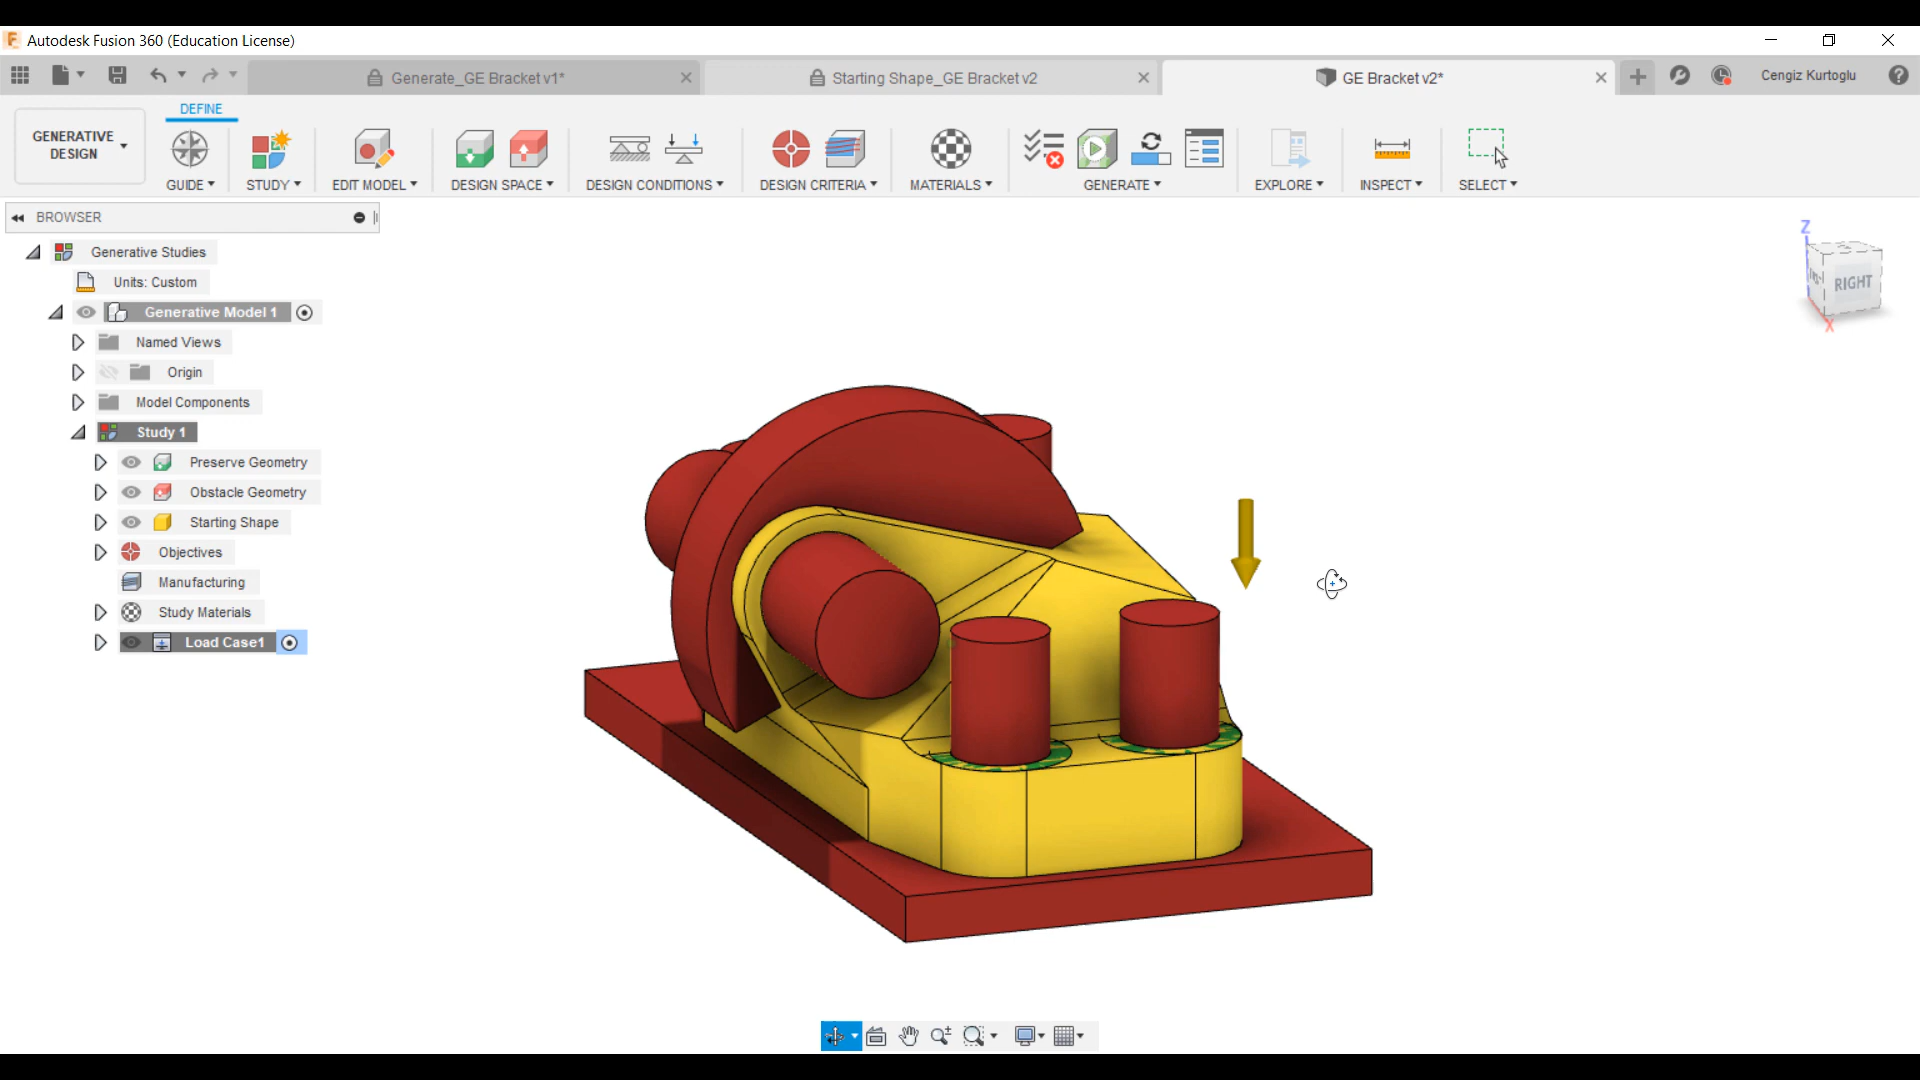 Autodesk Fusion 360 (Education License)
Generate_GE Bracket v1*
Starting Shape_GE Bracket v2
GE Bracket v2*
Cengiz Kurtoglu
DEFINE
GENERATIVE DESIGN
GUIDE
STUDY
EDIT MODEL
DESIGN SPACE
DESIGN CONDITIONS
DESIGN CRITERIA
MATERIALS
GENERATE
EXPLORE
INSPECT
SELECT
BROWSER
Generative Studies
Units: Custom
Generative Model 1
Named Views
Origin
Model Components
Study 1
Preserve Geometry
Obstacle Geometry
Starting Shape
Objectives
Manufacturing
Study Materials
Load Case1
Z
RIGHT
X